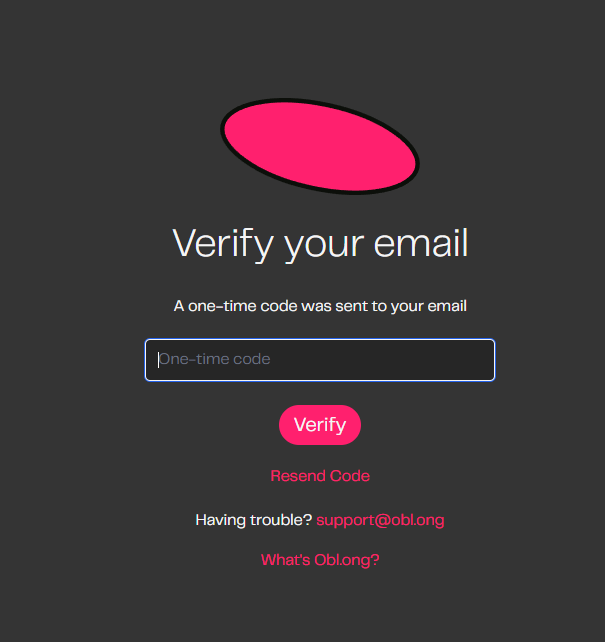 Verify your email
A one-time code was sent to your email
One-time code
Verify
Resend Code
Having trouble? support@obl.ong
What's Obl.ong?